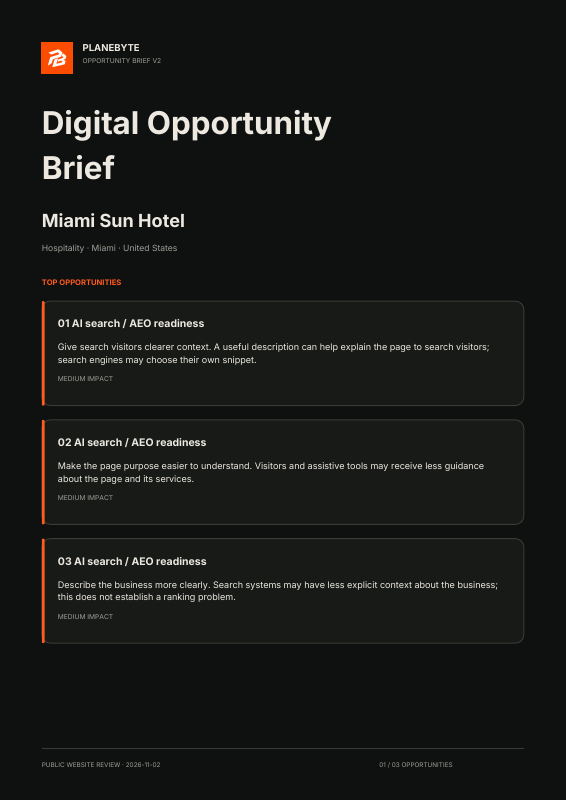 PLANEBYTE
OPPORTUNITY BRIEF V2
Digital Opportunity
Brief
Miami Sun Hotel
Hospitality · Miami · United States
TOP OPPORTUNITIES
01 AI search / AEO readiness
Give search visitors clearer context. A useful description can help explain the page to search visitors;
search engines may choose their own snippet.
MEDIUM IMPACT
02 AI search / AEO readiness
Make the page purpose easier to understand. Visitors and assistive tools may receive less guidance
about the page and its services.
MEDIUM IMPACT
03 AI search / AEO readiness
Describe the business more clearly. Search systems may have less explicit context about the business;
this does not establish a ranking problem.
MEDIUM IMPACT
PUBLIC WEBSITE REVIEW · 2026-11-02
01 / 03 OPPORTUNITIES